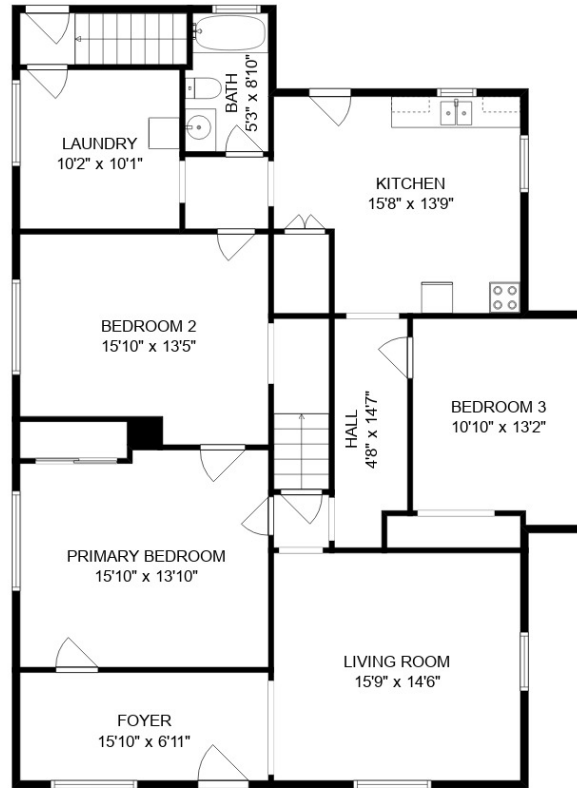 BATH
5'3" x 8'10"
LAUNDRY
10'2" x 10'1"
KITCHEN
15'8" x 13'9"
BEDROOM 2
15'10" x 13'5"
HALL
4'8" x 14'7"
BEDROOM 3
10'10" x 13'2"
PRIMARY BEDROOM
15'10" x 13'10"
LIVING ROOM
15'9" x 14'6"
FOYER
15'10" x 6'11"